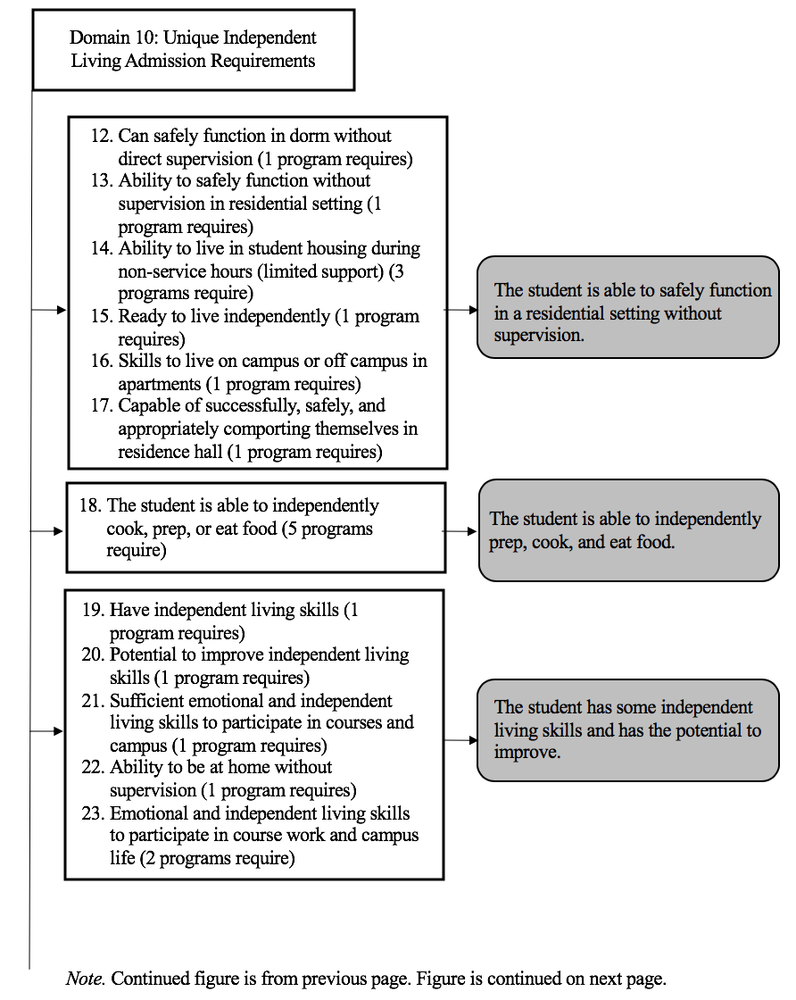 Domain 10: Unique Independent
Living Admission Requirements
12. Can safely function in dorm without
direct supervision (1 program requires)
13. Ability to safely function without
supervision in residential setting (1
program requires)
14. Ability to live in student housing during
non-service hours (limited support) (3
programs require)
15. Ready to live independently (1 program
requires)
16. Skills to live on campus or off campus in
apartments (1 program requires)
17. Capable of successfully, safely, and
appropriately comporting themselves in
residence hall (1 program requires)
The student is able to safely function
in a residential setting without
supervision.
18. The student is able to independently
cook, prep, or eat food (5 programs
require)
The student is able to independently
prep, cook, and eat food.
19. Have independent living skills (1
program requires)
20. Potential to improve independent living
skills (1 program requires)
21. Sufficient emotional and independent
living skills to participate in courses and
campus (1 program requires)
22. Ability to be at home without
supervision (1 program requires)
23. Emotional and independent living skills
to participate in course work and campus
life (2 programs require)
The student has some independent
living skills and has the potential to
improve.
Note. Continued figure is from previous page. Figure is continued on next page.